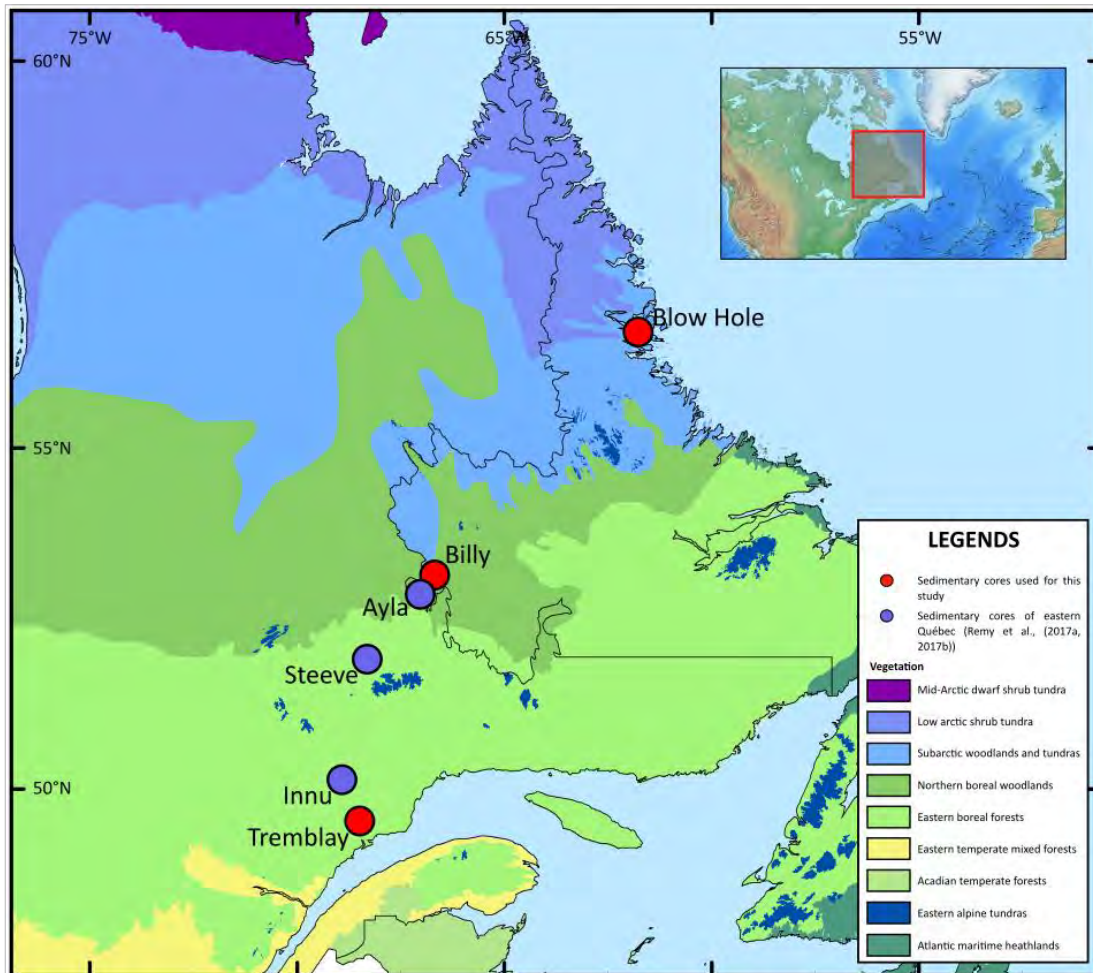 75°W
65°W
55°W
60°N
55°N
50°N
Blow Hole
Billy
Ayla
Steeve
Innu
Tremblay
LEGENDS
Sedimentary cores used for this
study
Sedimentary cores of eastern
Québec (Remy et al., (2017a,
2017b))
Vegetation
Mid-Arctic dwarf shrub tundra
Low arctic shrub tundra
Subarctic woodlands and tundras
Northern boreal woodlands
Eastern boreal forests
Eastern temperate mixed forests
Acadian temperate forests
Eastern alpine tundras
Atlantic maritime heathlands